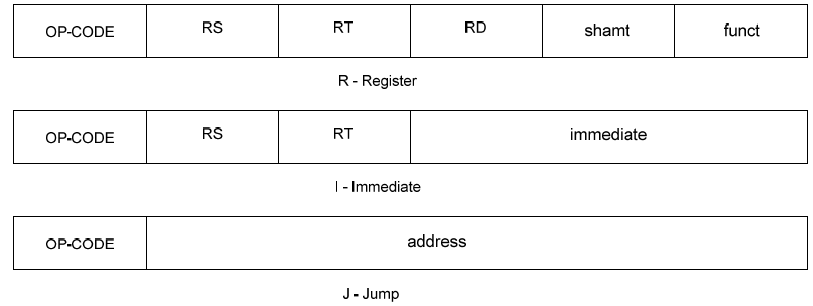 OP-CODE RS RT RD shamt funct
R - Register
OP-CODE RS RT immediate
I - Immediate
OP-CODE address
J - Jump